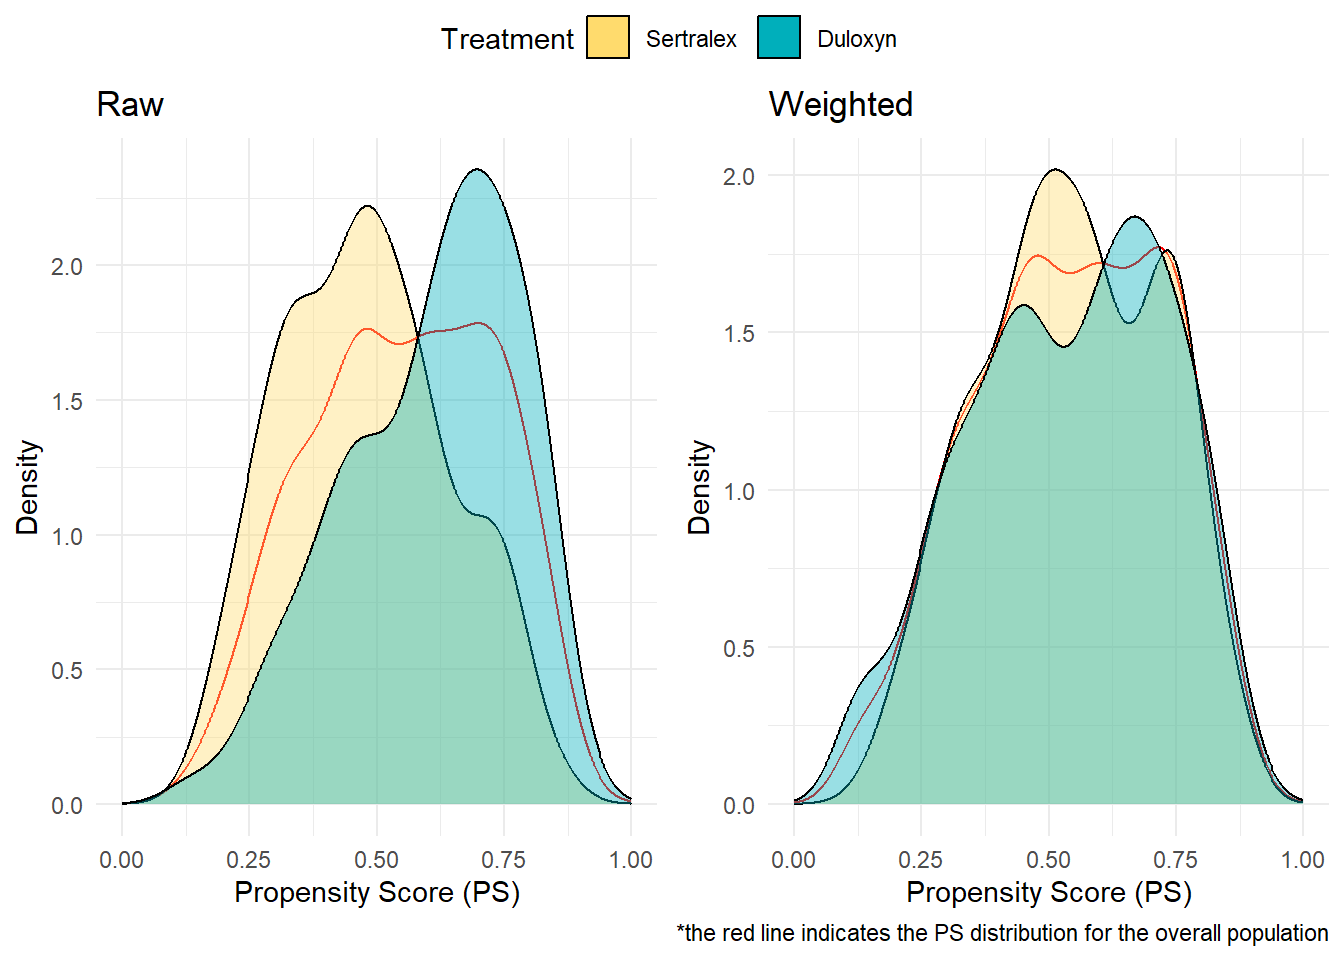 Treatment Sertralex Duloxyn
Raw
Weighted
Density
2.0
1.5
1.0
0.5
0.0
0.00 0.25 0.50 0.75 1.00
Propensity Score (PS)
Density
2.0
1.5
1.0
0.5
0.0
0.00 0.25 0.50 0.75 1.00
Propensity Score (PS)
*the red line indicates the PS distribution for the overall population